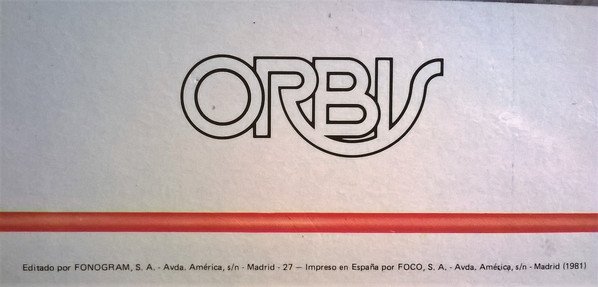 ORBIS
Editado por FONOGRAM, S. A. - Avda. América, s/n - Madrid - 27 — Impreso en España por FOCO, S. A. - Avda. América, s/n - Madrid (1981)